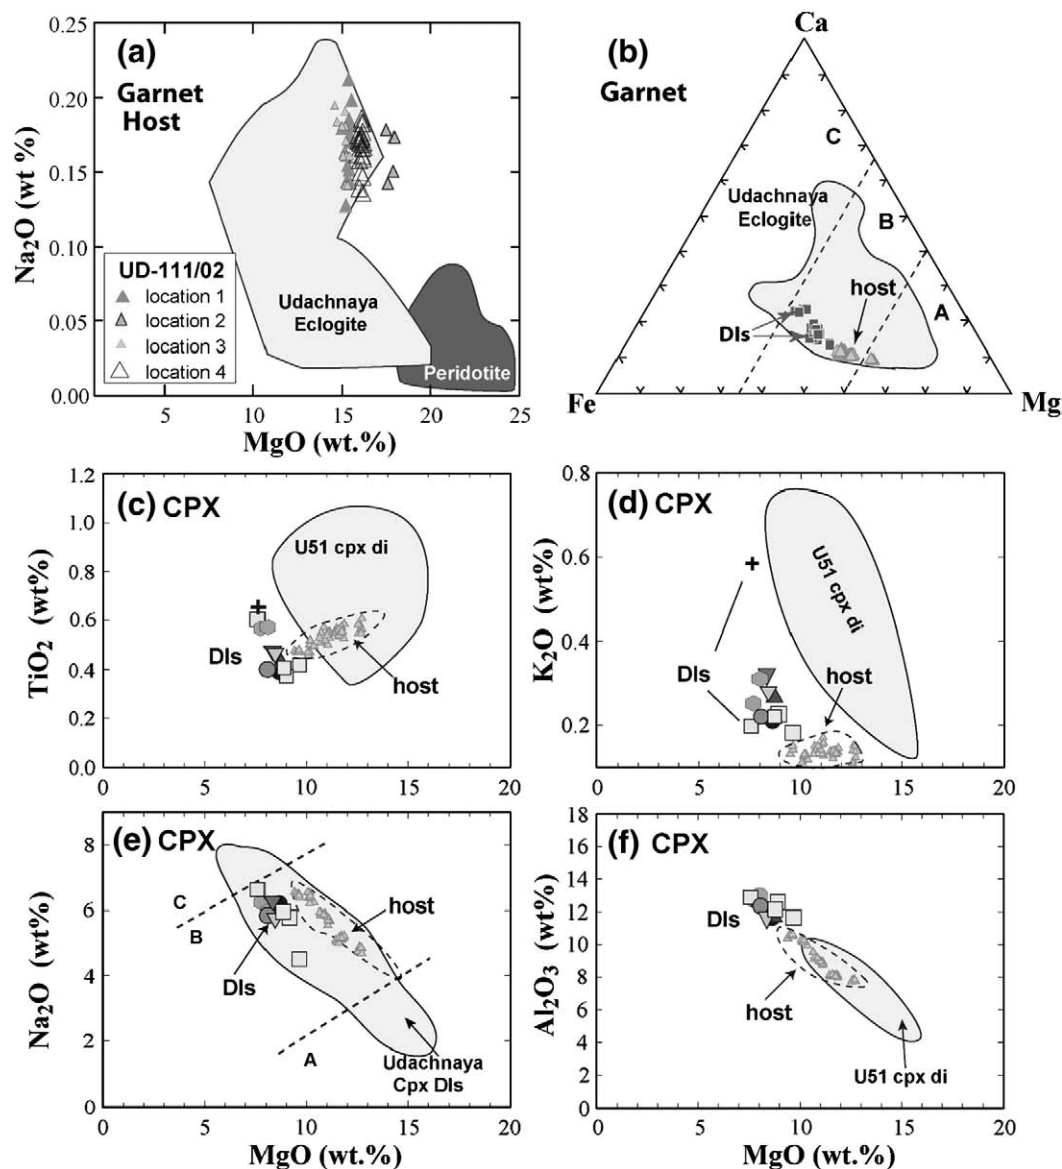 (a)
Garnet
Host
0.25
0.20
0.15
0.10
0.05
0.00
Na2O (wt %)
UD-111/02
location 1
location 2
location 3
location 4
Udachnaya
Eclogite
Peridotite
5
10
15
20
25
MgO (wt.%)
(b)
Garnet
Ca
C
Udachnaya
Eclogite
B
host
A
DIs
Fe
Mg
(c) CPX
1.2
1.0
0.8
0.6
0.4
0.2
0.0
TiO2 (wt%)
U51 cpx di
DIs
host
0
5
10
15
20
(d) CPX
0.8
0.6
0.4
0.2
K2O (wt%)
U51 cpx di
DIs
host
0
5
10
15
20
(e) CPX
8
6
4
2
0
Na2O (wt%)
C
B
host
DIs
A
Udachnaya
Cpx DIs
0
5
10
15
20
MgO (wt.%)
(f) CPX
18
16
14
12
10
8
6
4
2
0
Al2O3 (wt%)
DIs
host
U51 cpx di
0
5
10
15
20
MgO (wt.%)